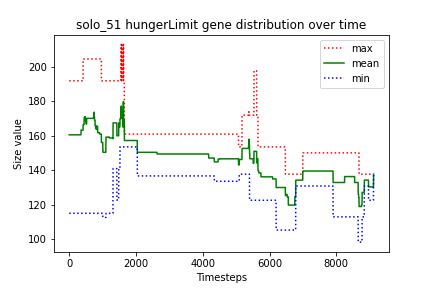 solo_51 hungerLimit gene distribution over time
max
mean
min
Size value
200
180
160
140
120
100
0
2000
4000
6000
8000
Timesteps